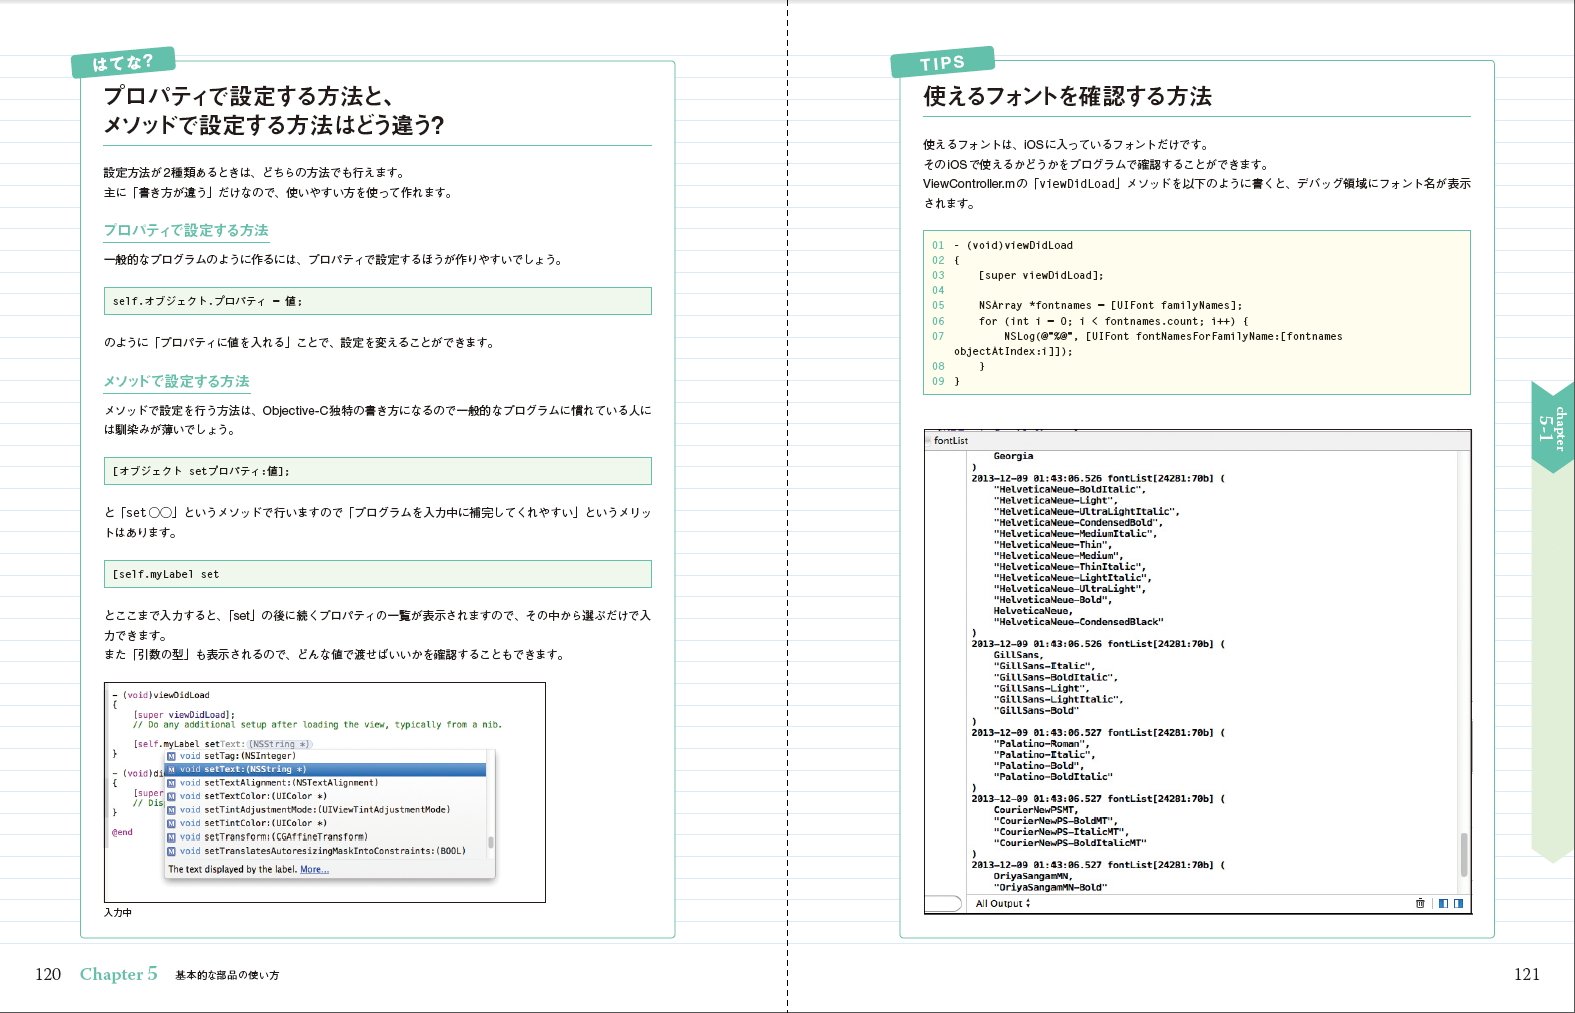 はてな?
プロパティで設定する方法と、
メソッドで設定する方法はどう違う?
設定方法が2種類あるときは、どちらの方法でも行えます。
主に「書き方が違う」だけなので、使いやすい方を使って作れます。
プロパティで設定する方法
一般的なプログラムのように作るには、プロパティで設定するほうが作りやすいでしょう。
self.オブジェクト.プロパティ = 値;
のように「プロパティに値を入れる」ことで、設定を変えることができます。
メソッドで設定する方法
メソッドで設定を行う方法は、Objective-C独特の書き方になるので一般的なプログラムに慣れている人に
は馴染みが薄いでしょう。
[オブジェクト setプロパティ:値];
と「set○○」というメソッドで行いますので「プログラムを入力中に補完してくれやすい」というメリッ
トはあります。
[self.myLabel set
とここまで入力すると、「set」の後に続くプロパティの一覧が表示されますので、その中から選ぶだけで入
力できます。
また「引数の型」も表示されるので、どんな値で渡せばいいかを確認することもできます。
- (void)viewDidLoad
{
[super viewDidLoad];
// Do any additional setup after loading the view, typically from a nib.
[self.myLabel setText:(NSString *)
}
M void setTag:(NSInteger)
- (void)di
M void setText:(NSString *)
{
M void setTextAlignment:(NSTextAlignment)
[super
M void setTextColor:(UIColor *)
// Dis
M void setTintAdjustmentMode:(UIViewTintAdjustmentMode)
}
M void setTintColor:(UIColor *)
@end
M void setTransform:(CGAffineTransform)
M void setTranslatesAutoresizingMaskIntoConstraints:(BOOL)
The text displayed by the label. More...
入力中
120 Chapter 5 基本的な部品の使い方
TIPS
使えるフォントを確認する方法
使えるフォントは、iOSに入っているフォントだけです。
そのiOSで使えるかどうかをプログラムで確認することができます。
ViewController.mの「viewDidLoad」メソッドを以下のように書くと、デバッグ領域にフォント名が表示
されます。
01 - (void)viewDidLoad
02 {
03 [super viewDidLoad];
04
05 NSArray *fontnames = [UIFont familyNames];
06 for (int i = 0; i < fontnames.count; i++) {
07 NSLog(@"%@", [UIFont fontNamesForFamilyName:[fontnames
objectAtIndex:i]]);
08 }
09 }
fontList
Georgia
)
2013-12-09 01:43:06.526 fontList[24281:70b] (
"HelveticaNeue-BoldItalic",
"HelveticaNeue-Light",
"HelveticaNeue-UltraLightItalic",
"HelveticaNeue-CondensedBold",
"HelveticaNeue-MediumItalic",
"HelveticaNeue-Thin",
"HelveticaNeue-Medium",
"HelveticaNeue-ThinItalic",
"HelveticaNeue-LightItalic",
"HelveticaNeue-UltraLight",
"HelveticaNeue-Bold",
HelveticaNeue,
"HelveticaNeue-CondensedBlack"
)
2013-12-09 01:43:06.526 fontList[24281:70b] (
GillSans,
"GillSans-Italic",
"GillSans-BoldItalic",
"GillSans-Light",
"GillSans-LightItalic",
"GillSans-Bold"
)
2013-12-09 01:43:06.527 fontList[24281:70b] (
"Palatino-Roman",
"Palatino-Italic",
"Palatino-Bold",
"Palatino-BoldItalic"
)
2013-12-09 01:43:06.527 fontList[24281:70b] (
CourierNewPSMT,
"CourierNewPS-BoldMT",
"CourierNewPS-ItalicMT",
"CourierNewPS-BoldItalicMT"
)
2013-12-09 01:43:06.527 fontList[24281:70b] (
OriyaSangamMN,
"OriyaSangamMN-Bold"
All Output
chapter
5-1
121